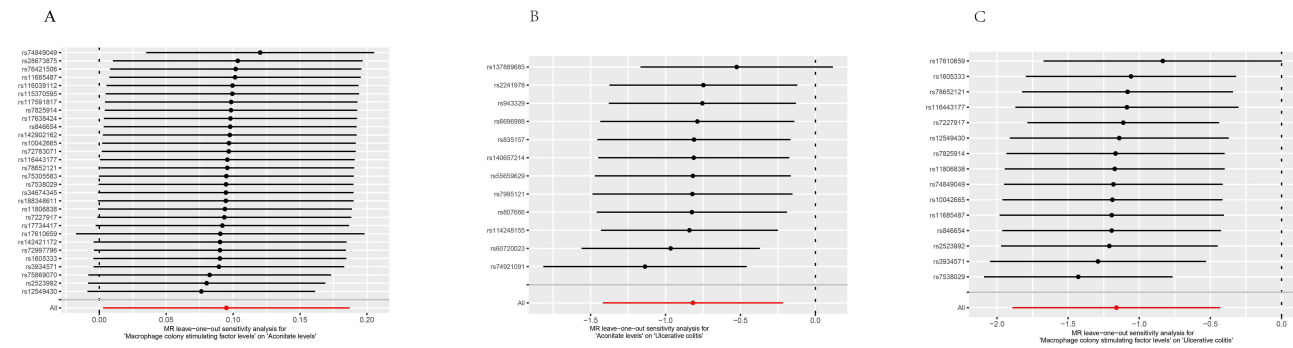 A
rs74849049
rs28673875
rs76421506
rs11685487
rs116039112
rs115370595
rs117591817
rs7825914
rs17638424
rs846654
rs142902162
rs10042665
rs72783071
rs116443177
rs78652121
rs75305583
rs7538029
rs34674345
rs188348611
rs11806838
rs7227917
rs17734417
rs17610659
rs142421172
rs72997796
rs1605333
rs3934571
rs75869070
rs2523992
rs12549430
All
0.00 0.05 0.10 0.15 0.20
MR leave-one-out sensitivity analysis for
'Macrophage colony stimulating factor levels' on 'Aconitate levels'
B
rs137889685
rs2241978
rs943329
rs6696988
rs835157
rs140657214
rs55659629
rs7995121
rs807666
rs114248155
rs60720023
rs74921091
All
−1.5 −1.0 −0.5 0.0
MR leave-one-out sensitivity analysis for
'Aconitate levels' on 'Ulcerative colitis'
C
rs17610659
rs1605333
rs78652121
rs116443177
rs7227917
rs12549430
rs7825914
rs11806838
rs74849049
rs10042665
rs11685487
rs846654
rs2523992
rs3934571
rs7538029
All
−2.0 −1.5 −1.0 −0.5 0.0
MR leave-one-out sensitivity analysis for
'Macrophage colony stimulating factor levels' on 'Ulcerative colitis'